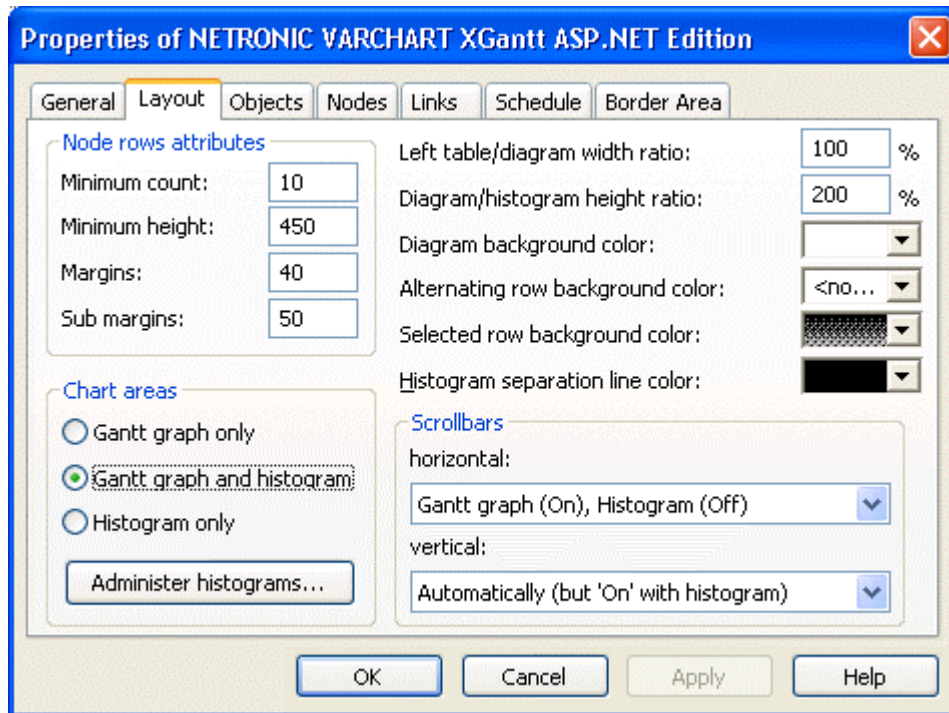 Properties of NETRONIC VARCHART XGantt ASP.NET Edition
General Layout Objects Nodes Links Schedule Border Area
Node rows attributes
Minimum count: 10
Minimum height: 450
Margins: 40
Sub margins: 50
Left table/diagram width ratio: 100 %
Diagram/histogram height ratio: 200 %
Diagram background color:
Alternating row background color: <no...
Selected row background color:
Histogram separation line color:
Chart areas
Gantt graph only
Gantt graph and histogram
Histogram only
Administer histograms...
Scrollbars
horizontal:
Gantt graph (On), Histogram (Off)
vertical:
Automatically (but 'On' with histogram)
OK Cancel Apply Help